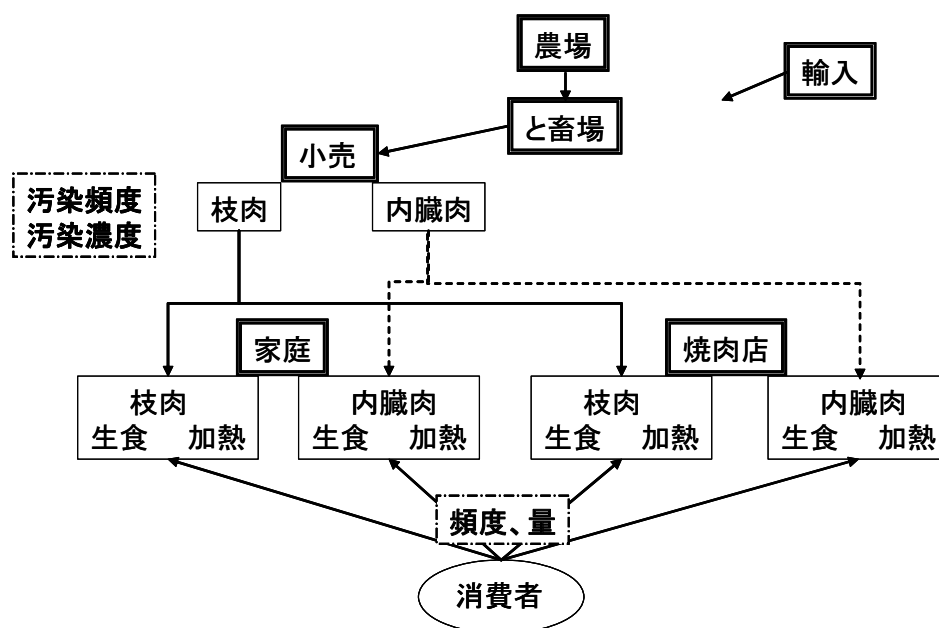 農場
輸入
と畜場
小売
汚染頻度
汚染濃度
枝肉
内臓肉
家庭
焼肉店
枝肉
生食 加熱
内臓肉
生食 加熱
枝肉
生食 加熱
内臓肉
生食 加熱
頻度、量
消費者